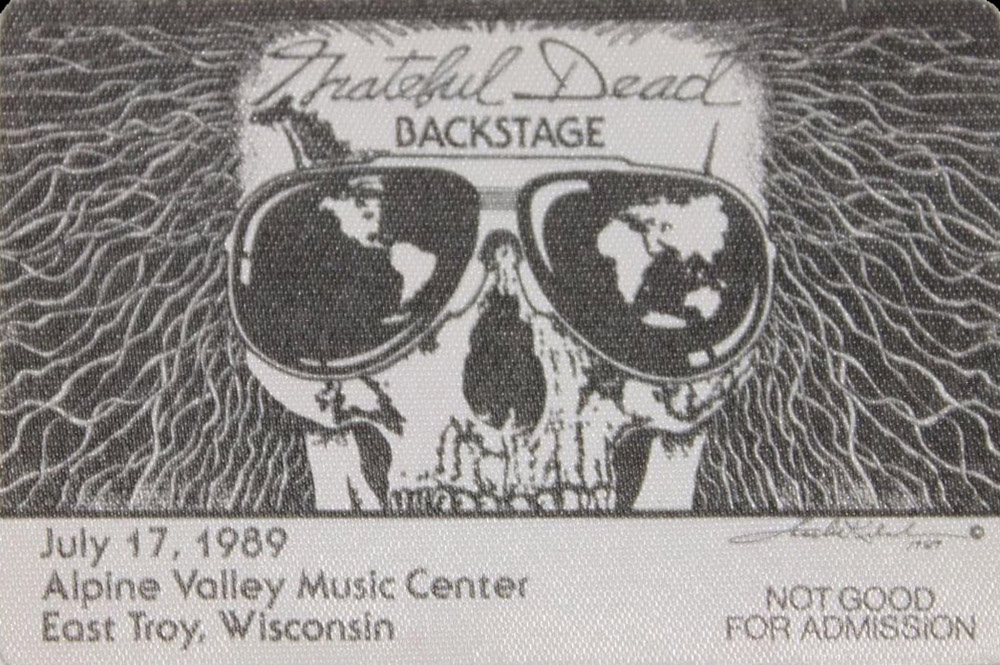 Grateful Dead
BACKSTAGE
July 17, 1989
Alpine Valley Music Center
East Troy, Wisconsin
©
NOT GOOD
FOR ADMISSION